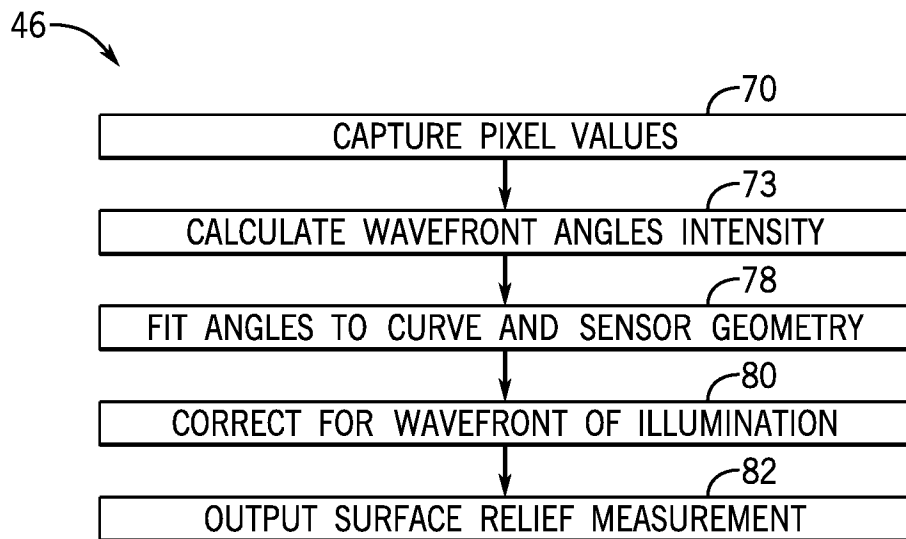 46
70
CAPTURE PIXEL VALUES
73
CALCULATE WAVEFRONT ANGLES INTENSITY
78
FIT ANGLES TO CURVE AND SENSOR GEOMETRY
80
CORRECT FOR WAVEFRONT OF ILLUMINATION
82
OUTPUT SURFACE RELIEF MEASUREMENT